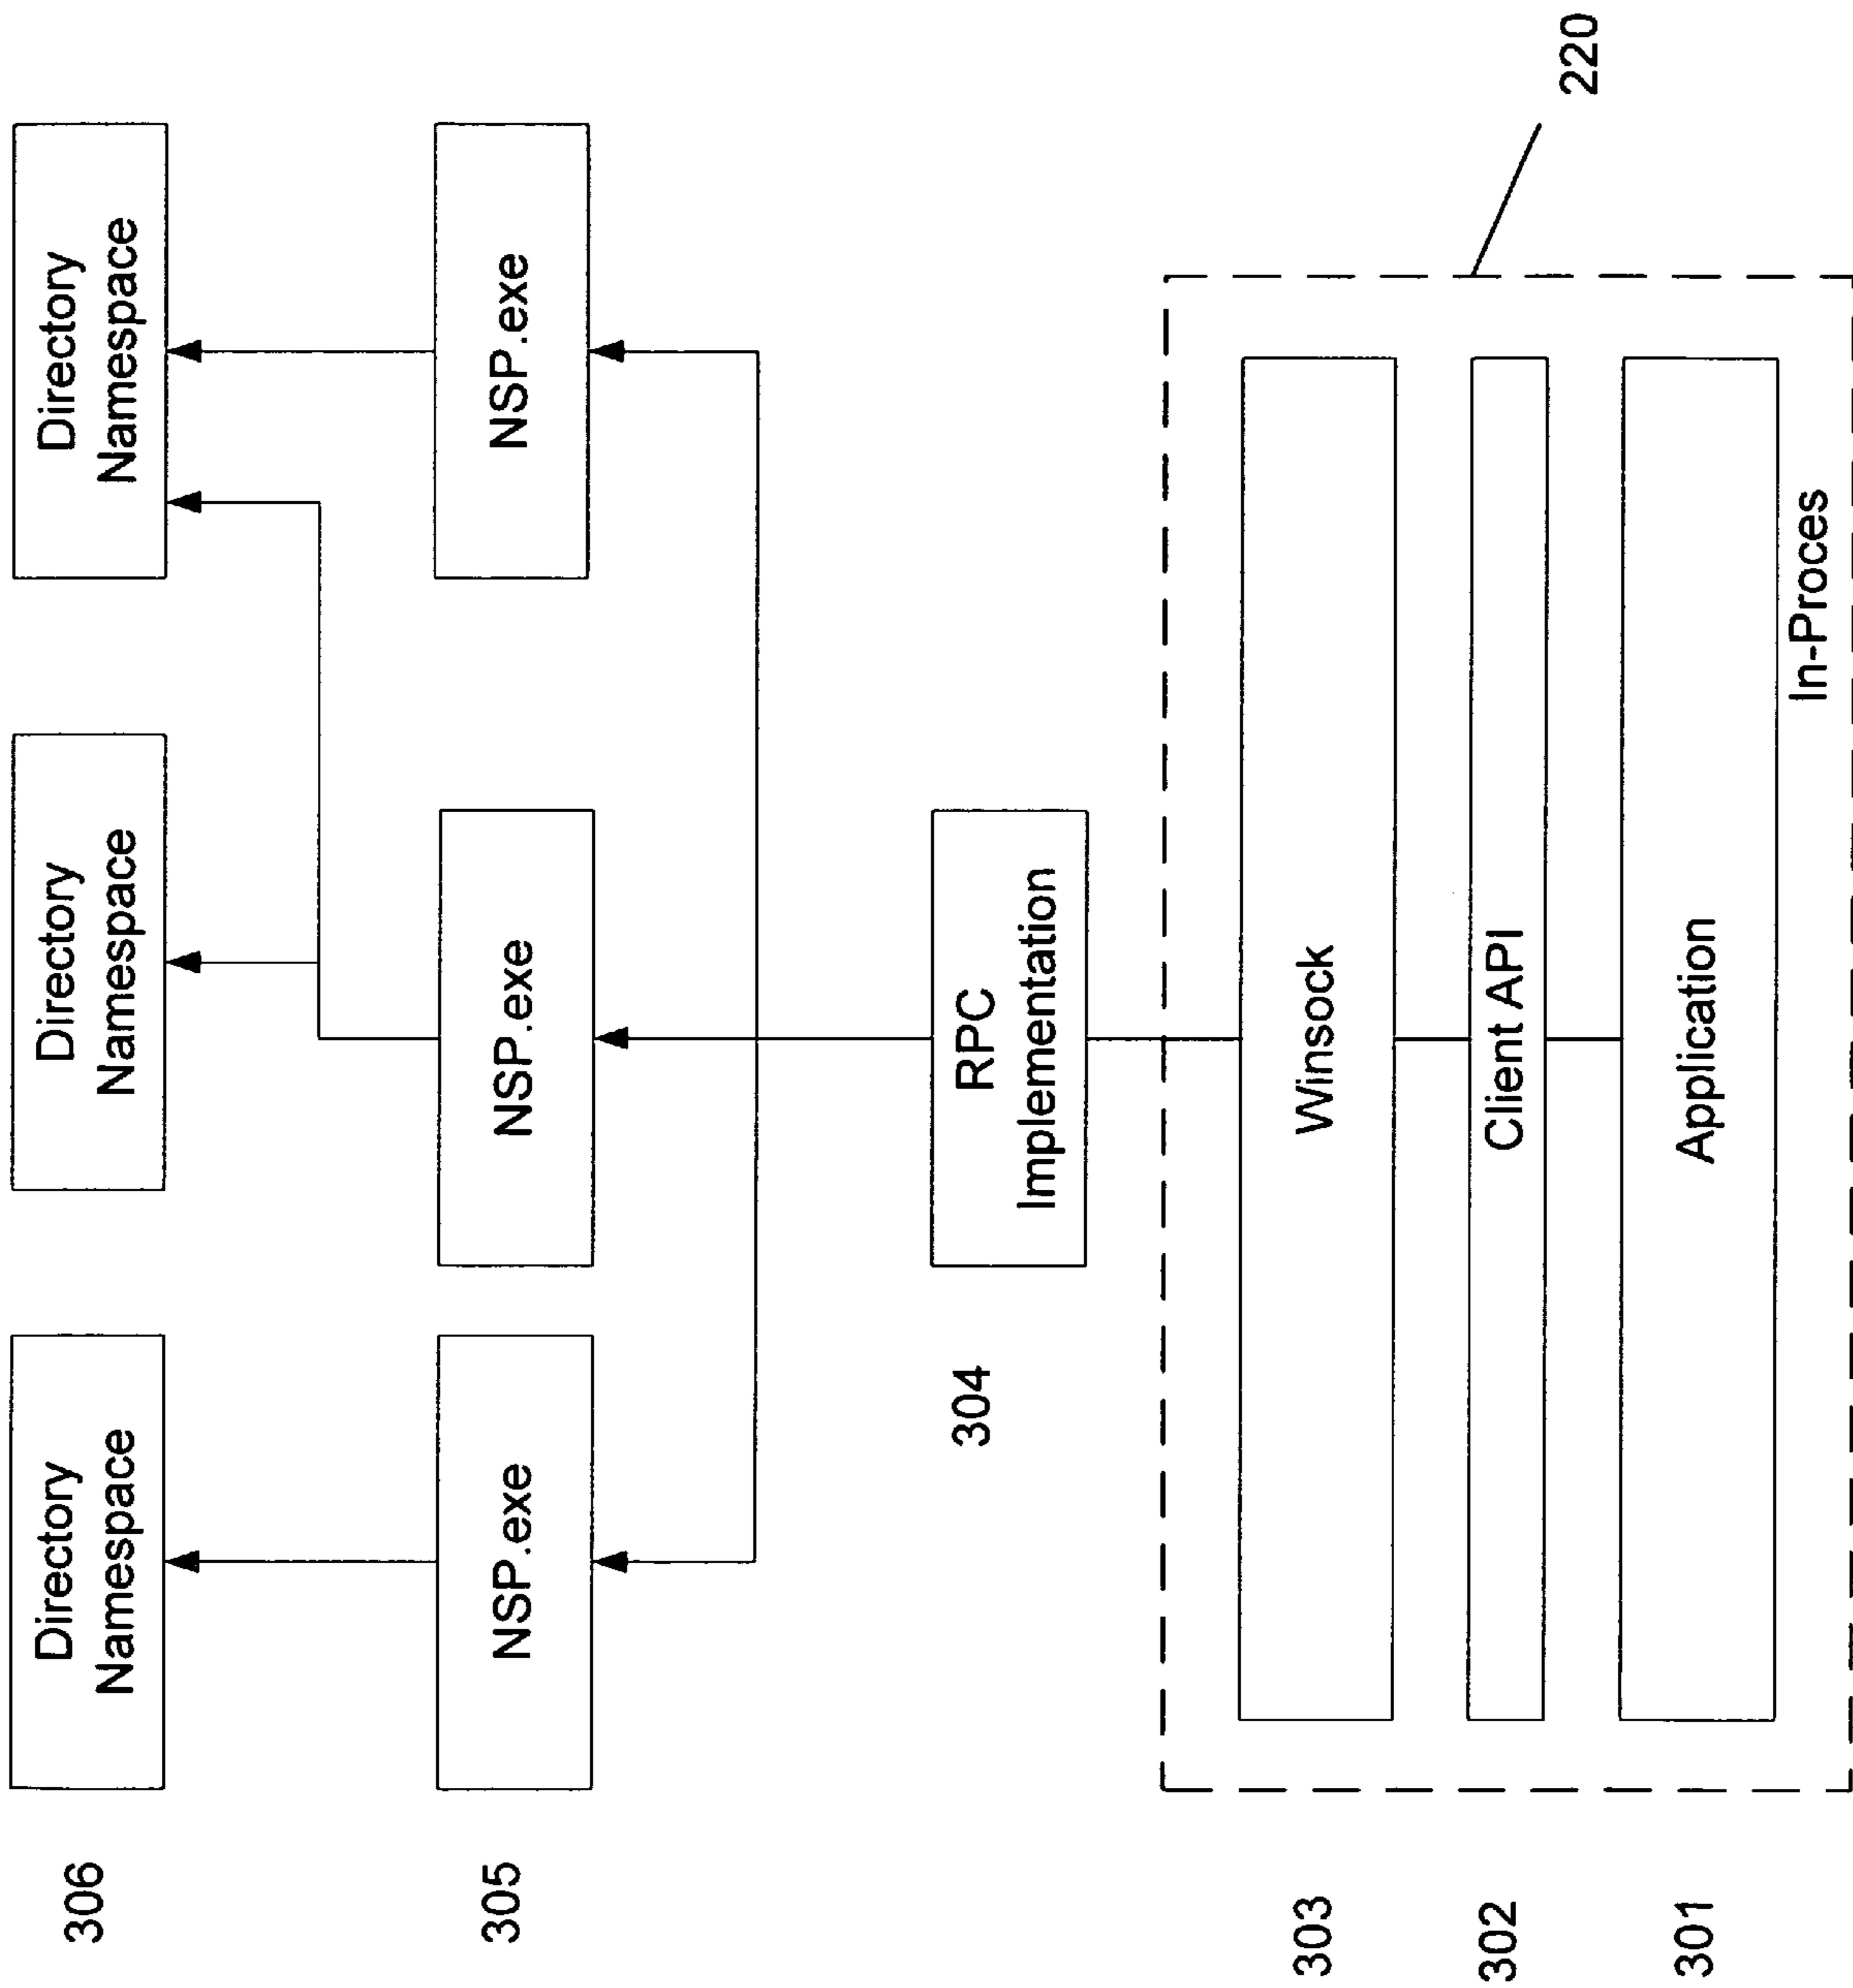 306
Directory
Namespace
Directory
Namespace
Directory
Namespace
305
NSP.exe
NSP.exe
NSP.exe
304
RPC
Implementation
220
303
Winsock
302
Client API
301
Application
In-Proces